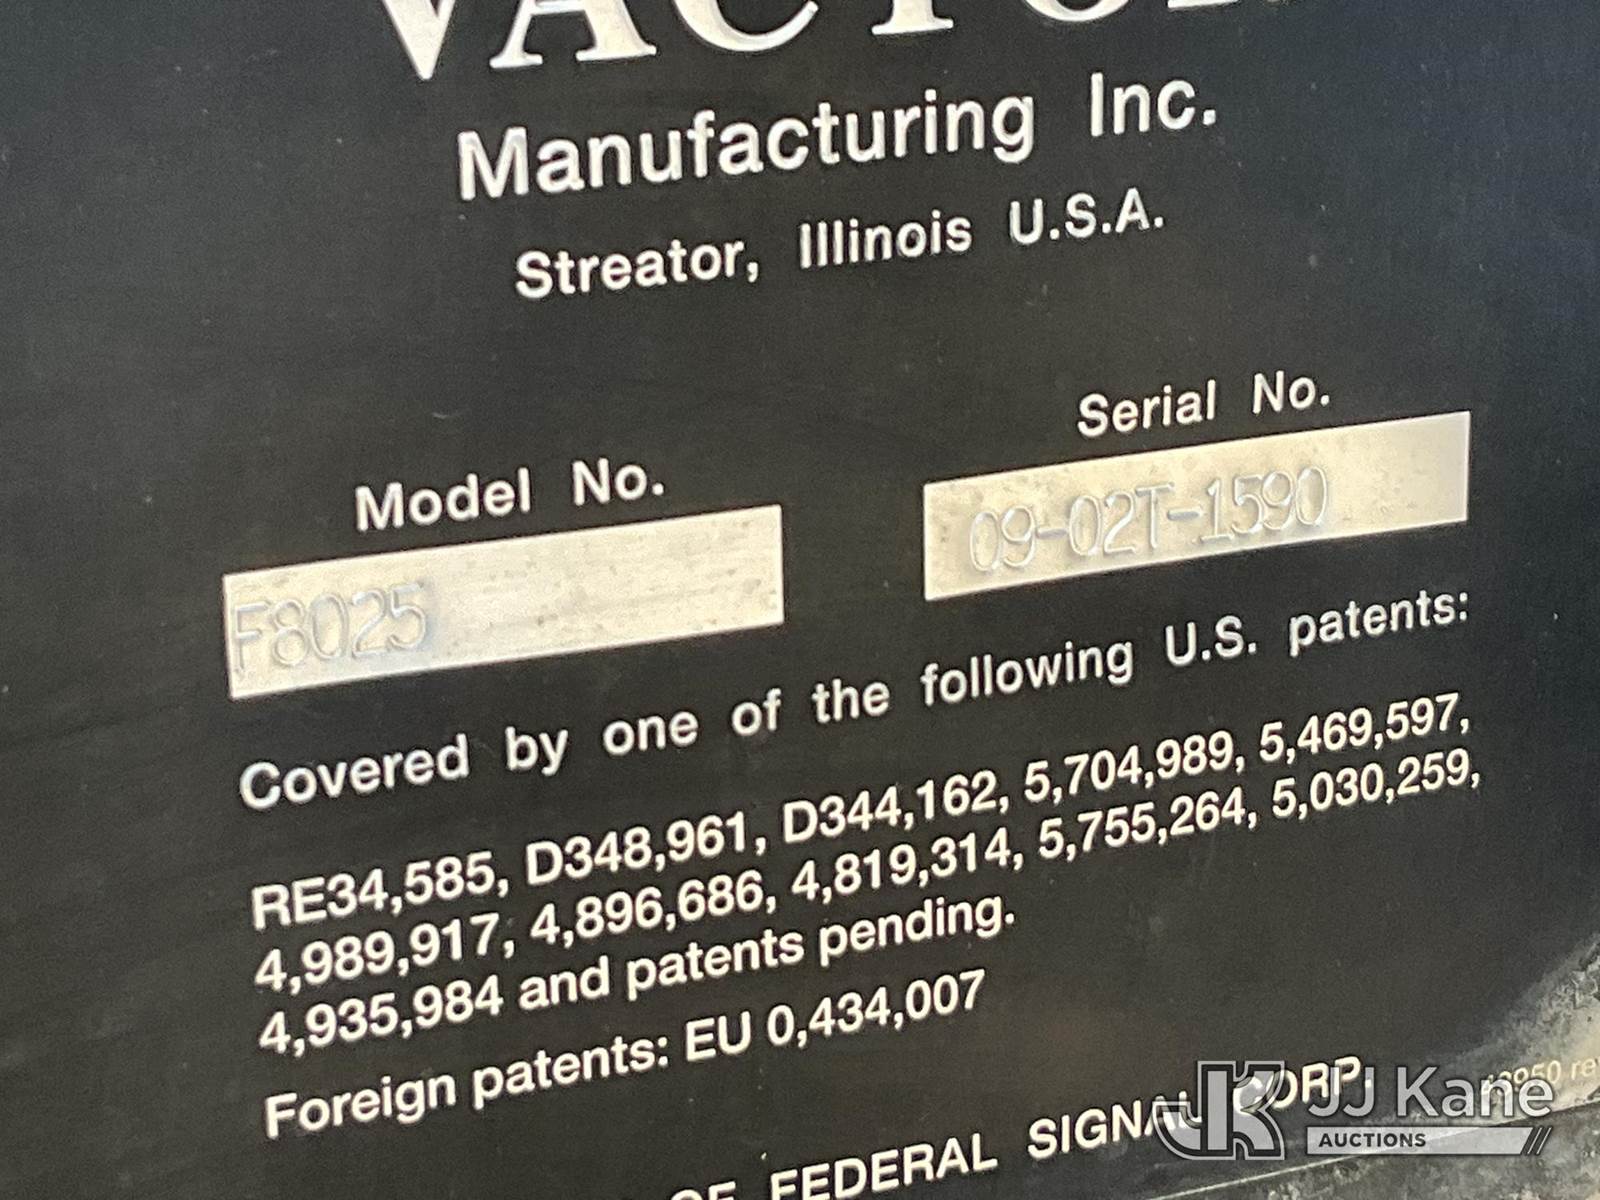 VACTOR
Manufacturing Inc.
Streator, Illinois U.S.A.
Model No.
Serial No.
F8025
09-02T-1590
Covered by one of the following U.S. patents:
RE34,585, D348,961, D344,162, 5,704,989, 5,469,597,
4,989,917, 4,896,686, 4,819,314, 5,755,264, 5,030,259,
4,935,984 and patents pending.
Foreign patents: EU 0,434,007
OF FEDERAL SIGNAL CORP.
JJ Kane
AUCTIONS